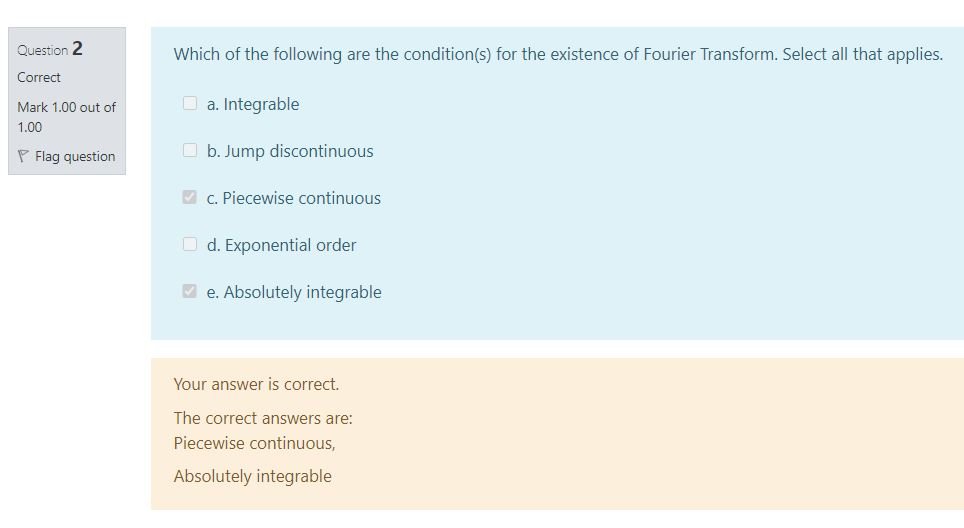 Question 2
Correct
Mark 1.00 out of
1.00
Flag question
Which of the following are the condition(s) for the existence of Fourier Transform. Select all that applies.
a. Integrable
b. Jump discontinuous
c. Piecewise continuous
d. Exponential order
e. Absolutely integrable
Your answer is correct.
The correct answers are:
Piecewise continuous,
Absolutely integrable